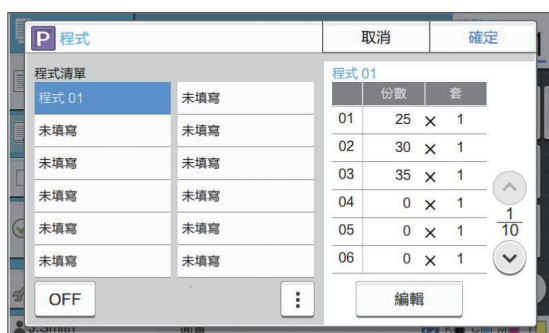 P 程式 取消 確定
程式清單
程式 01 未填寫
未填寫 未填寫
未填寫 未填寫
未填寫 未填寫
未填寫 未填寫
未填寫 未填寫
OFF
程式 01
份數 套
01 25 × 1
02 30 × 1
03 35 × 1
04 0 × 1
05 0 × 1
06 0 × 1
1
10
編輯
J.Smith